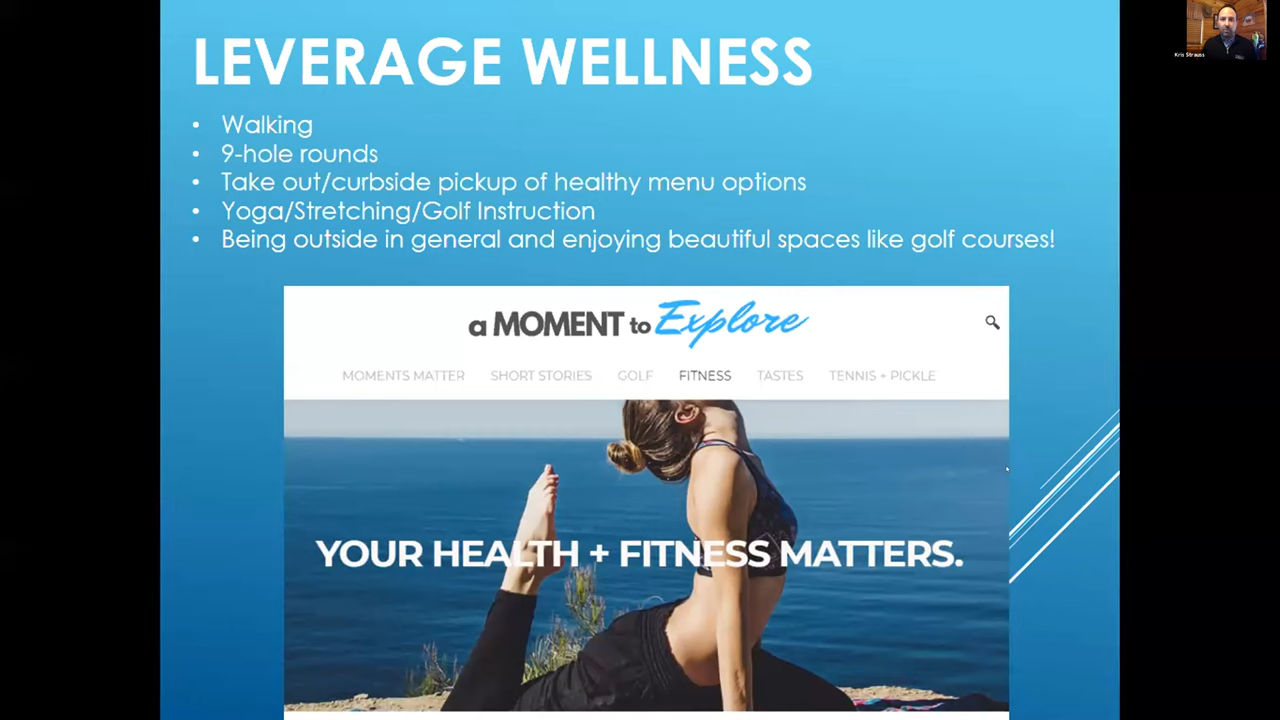 LEVERAGE WELLNESS
Kris Strauss
• Walking
• 9-hole rounds
• Take out/curbside pickup of healthy menu options
• Yoga/Stretching/Golf Instruction
• Being outside in general and enjoying beautiful spaces like golf courses!
a MOMENT to Explore
MOMENTS MATTER SHORT STORIES GOLF FITNESS TASTES TENNIS + PICKLE
YOUR HEALTH + FITNESS MATTERS.